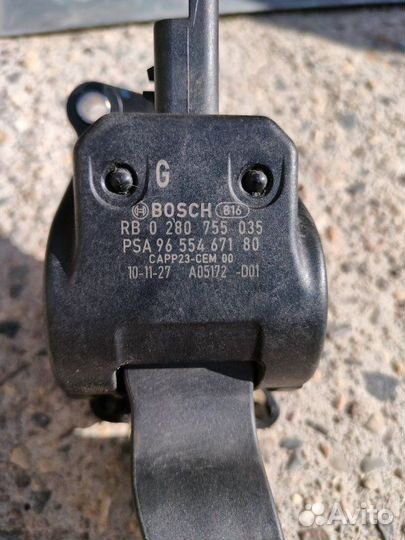 G
BOSCH 816
RB 0 280 755 035
PSA 96 554 671 80
CAPP23-CEM 00
10-11-27 A05172 -D01
Avito